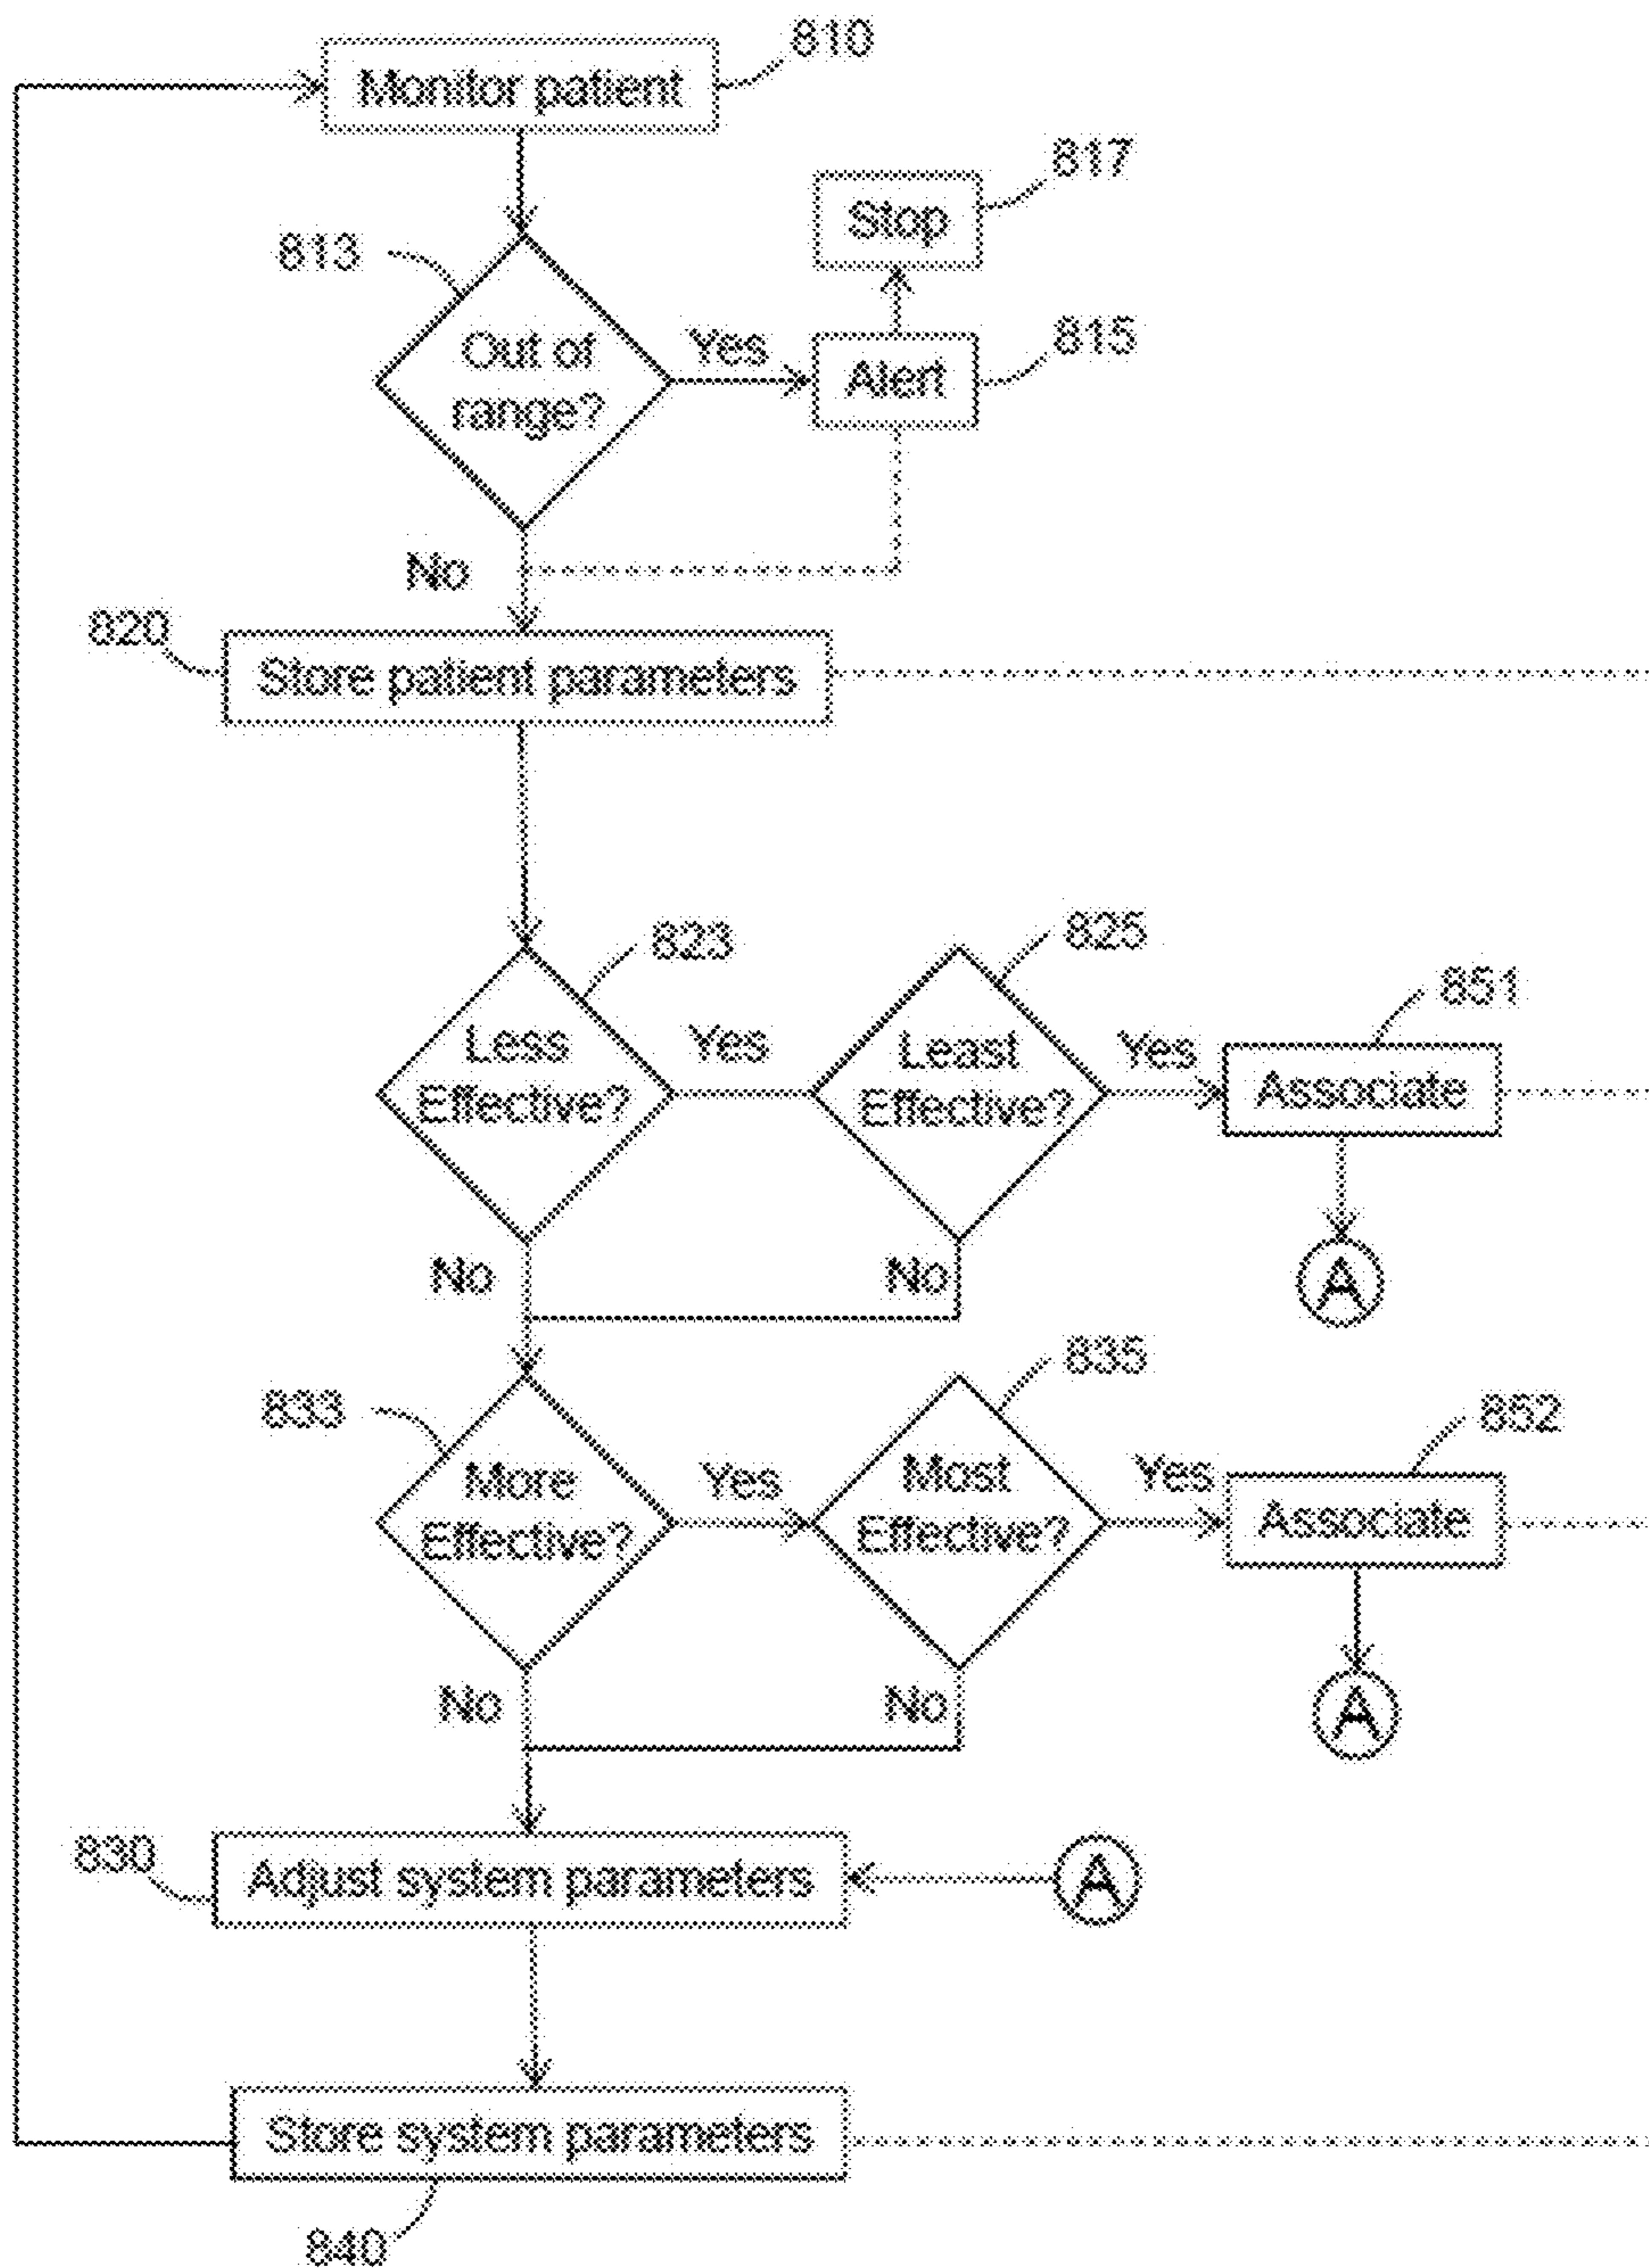 810
Monitor patient
817
Stop
813
Out of
range?
Yes
815
Alert
No
820
Store patient parameters
823
825
851
Less
Effective?
Yes
Least
Effective?
Yes
Associate
No
No
A
833
835
852
More
Effective?
Yes
Most
Effective?
Yes
Associate
No
No
A
830
Adjust system parameters
A
Store system parameters
840